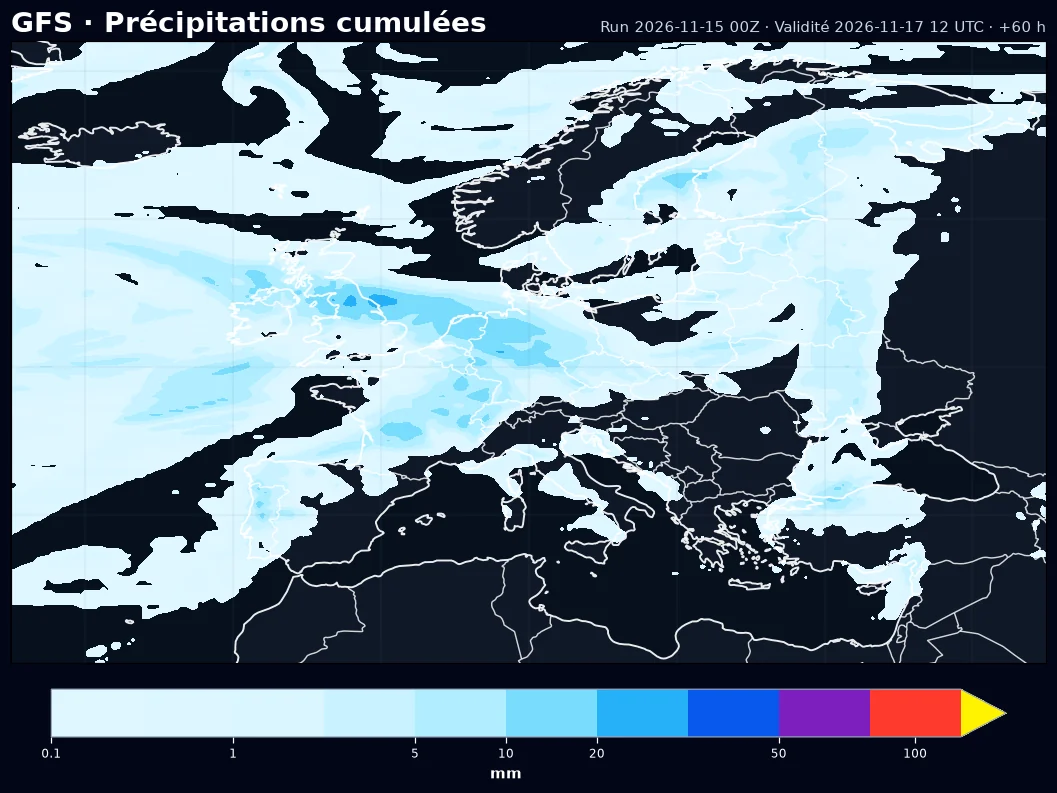 GFS · Précipitations cumulées
Run 2026-11-15 00Z · Validité 2026-11-17 12 UTC · +60 h
0.1 1 5 10 20 50 100
mm